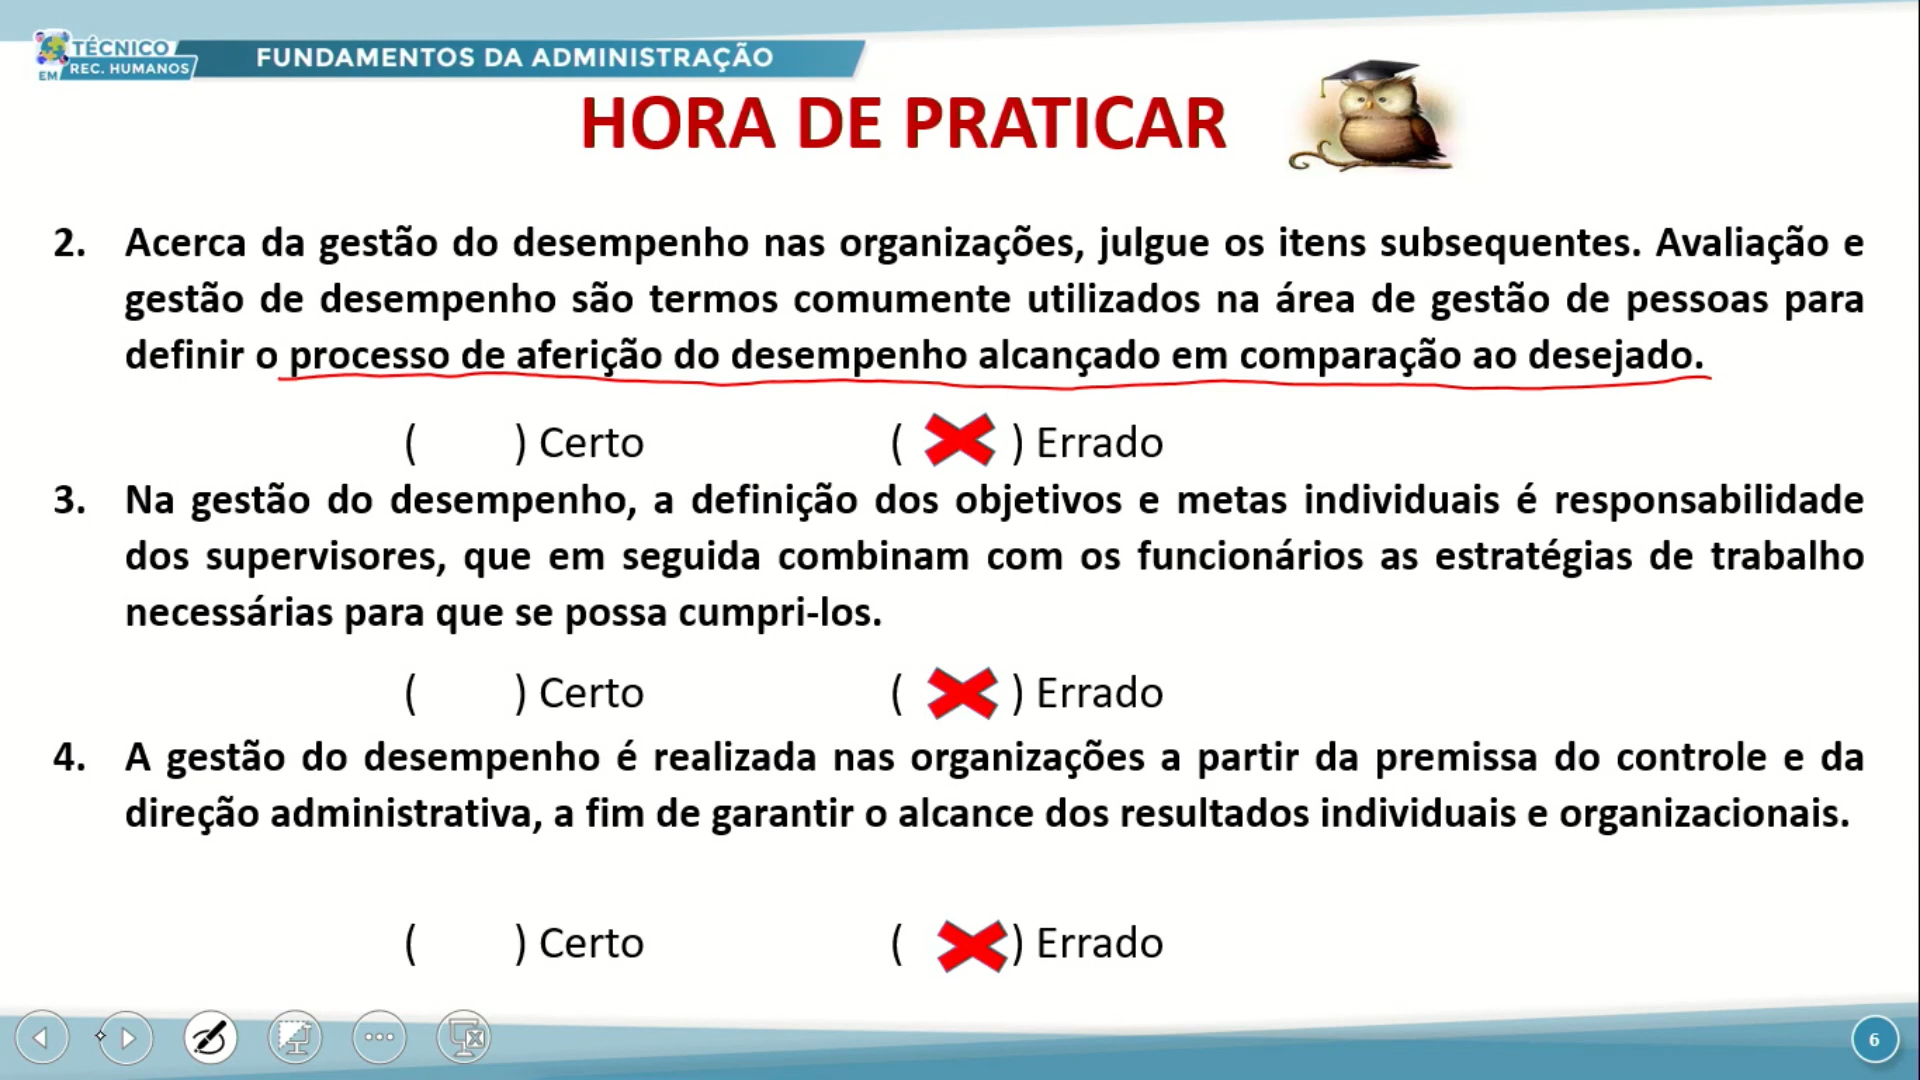 TÉCNICO
EM REC. HUMANOS
FUNDAMENTOS DA ADMINISTRAÇÃO
HORA DE PRATICAR
2. Acerca da gestão do desempenho nas organizações, julgue os itens subsequentes. Avaliação e
gestão de desempenho são termos comumente utilizados na área de gestão de pessoas para
definir o processo de aferição do desempenho alcançado em comparação ao desejado.
( ) Certo ( ) Errado
3. Na gestão do desempenho, a definição dos objetivos e metas individuais é responsabilidade
dos supervisores, que em seguida combinam com os funcionários as estratégias de trabalho
necessárias para que se possa cumpri-los.
( ) Certo ( ) Errado
4. A gestão do desempenho é realizada nas organizações a partir da premissa do controle e da
direção administrativa, a fim de garantir o alcance dos resultados individuais e organizacionais.
( ) Certo ( ) Errado
6